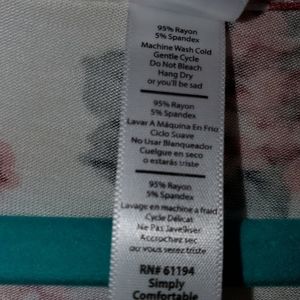 95% Rayon
5% Spandex
Machine Wash Cold
Gentle Cycle
Do Not Bleach
Hang Dry
or you'll be sad
95% Rayon
5% Spandex
Lavar A Máquina En Frio
Ciclo Suave
No Usar Blanqueador
Cuelgue en seco
o estarás triste
95% Rayon
5% Spandex
Lavage en machine a fraid
Cycle Délicat
Ne Pas Javelliser
Accrochez sec
ou vous serez triste
RN# 61194
Simply
Comfortable